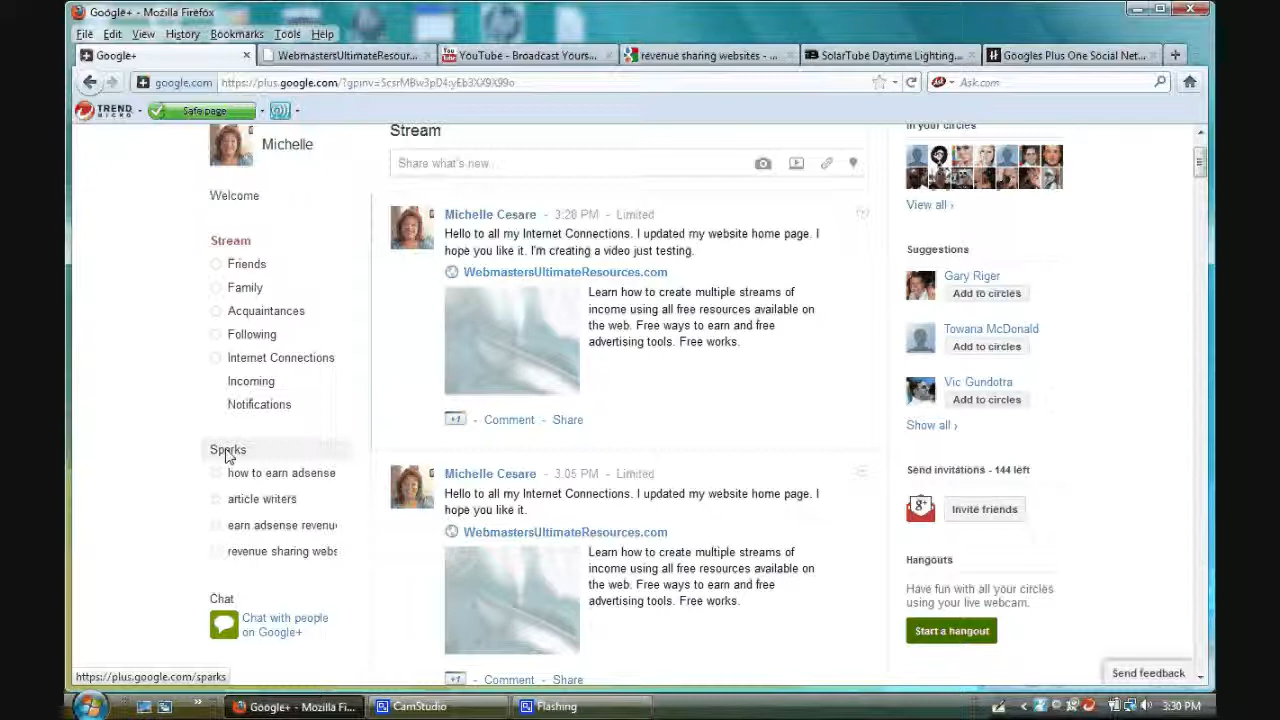 Google+ - Mozilla Firefox
File Edit View History Bookmarks Tools Help
Google+
WebmastersUltimateResour...
YouTube - Broadcast Yours...
revenue sharing websites - ...
SolarTube Daytime Lighting...
Googles Plus One Social Net...
google.com
Ask.com
TREND MICRO
Safe page
Michelle
Welcome
Stream
Friends
Family
Acquaintances
Following
Internet Connections
Incoming
Notifications
Sparks
how to earn adsense
article writers
earn adsense revenu
revenue sharing webs
Chat
Chat with people
on Google+
Stream
Share what's new...
Michelle Cesare - 3:28 PM - Limited
Hello to all my Internet Connections. I updated my website home page. I
hope you like it. I'm creating a video just testing.
WebmastersUltimateResources.com
Learn how to create multiple streams of
income using all free resources available on
the web. Free ways to earn and free
advertising tools. Free works.
+1 - Comment - Share
Michelle Cesare - 3:05 PM - Limited
Hello to all my Internet Connections. I updated my website home page. I
hope you like it.
WebmastersUltimateResources.com
Learn how to create multiple streams of
income using all free resources available on
the web. Free ways to earn and free
advertising tools. Free works.
+1 - Comment - Share
In your circles
View all ›
Suggestions
Gary Riger
Add to circles
Towana McDonald
Add to circles
Vic Gundotra
Add to circles
Show all ›
Send invitations - 144 left
Invite friends
Hangouts
Have fun with all your circles
using your live webcam.
Start a hangout
Send feedback
https://plus.google.com/sparks
Google+ - Mozilla Fi...
CamStudio
Flashing
3:30 PM